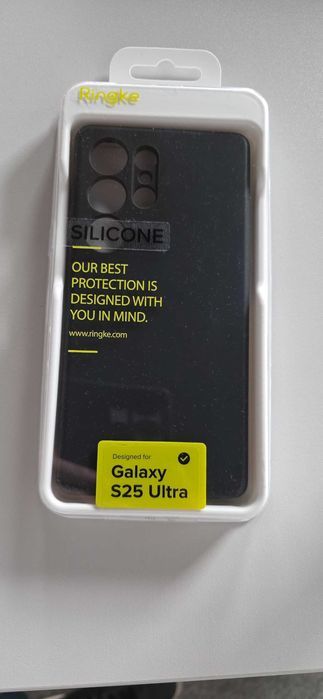 Ringke
SILICONE
OUR BEST
PROTECTION IS
DESIGNED WITH
YOU IN MIND.
www.ringke.com
Designed for
Galaxy
S25 Ultra